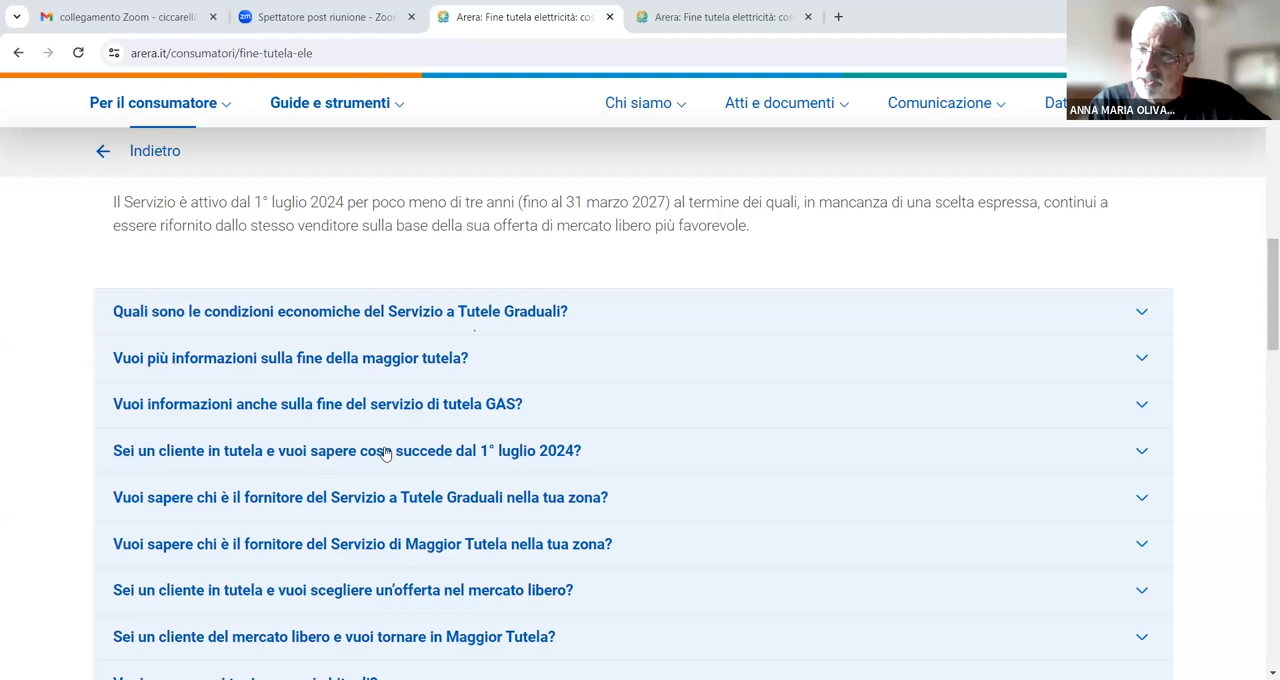 collegamento Zoom - ciccarelli
Spettatore post riunione - Zoo
Arera: Fine tutela elettricità: cos
Arera: Fine tutela elettricità: cos
arera.it/consumatori/fine-tutela-ele
Per il consumatore
Guide e strumenti
Chi siamo
Atti e documenti
Comunicazione
Dat
ANNA MARIA OLIVA...
Indietro
Il Servizio è attivo dal 1° luglio 2024 per poco meno di tre anni (fino al 31 marzo 2027) al termine dei quali, in mancanza di una scelta espressa, continui a
essere rifornito dallo stesso venditore sulla base della sua offerta di mercato libero più favorevole.
Quali sono le condizioni economiche del Servizio a Tutele Graduali?
Vuoi più informazioni sulla fine della maggior tutela?
Vuoi informazioni anche sulla fine del servizio di tutela GAS?
Sei un cliente in tutela e vuoi sapere cosa succede dal 1° luglio 2024?
Vuoi sapere chi è il fornitore del Servizio a Tutele Graduali nella tua zona?
Vuoi sapere chi è il fornitore del Servizio di Maggior Tutela nella tua zona?
Sei un cliente in tutela e vuoi scegliere un'offerta nel mercato libero?
Sei un cliente del mercato libero e vuoi tornare in Maggior Tutela?